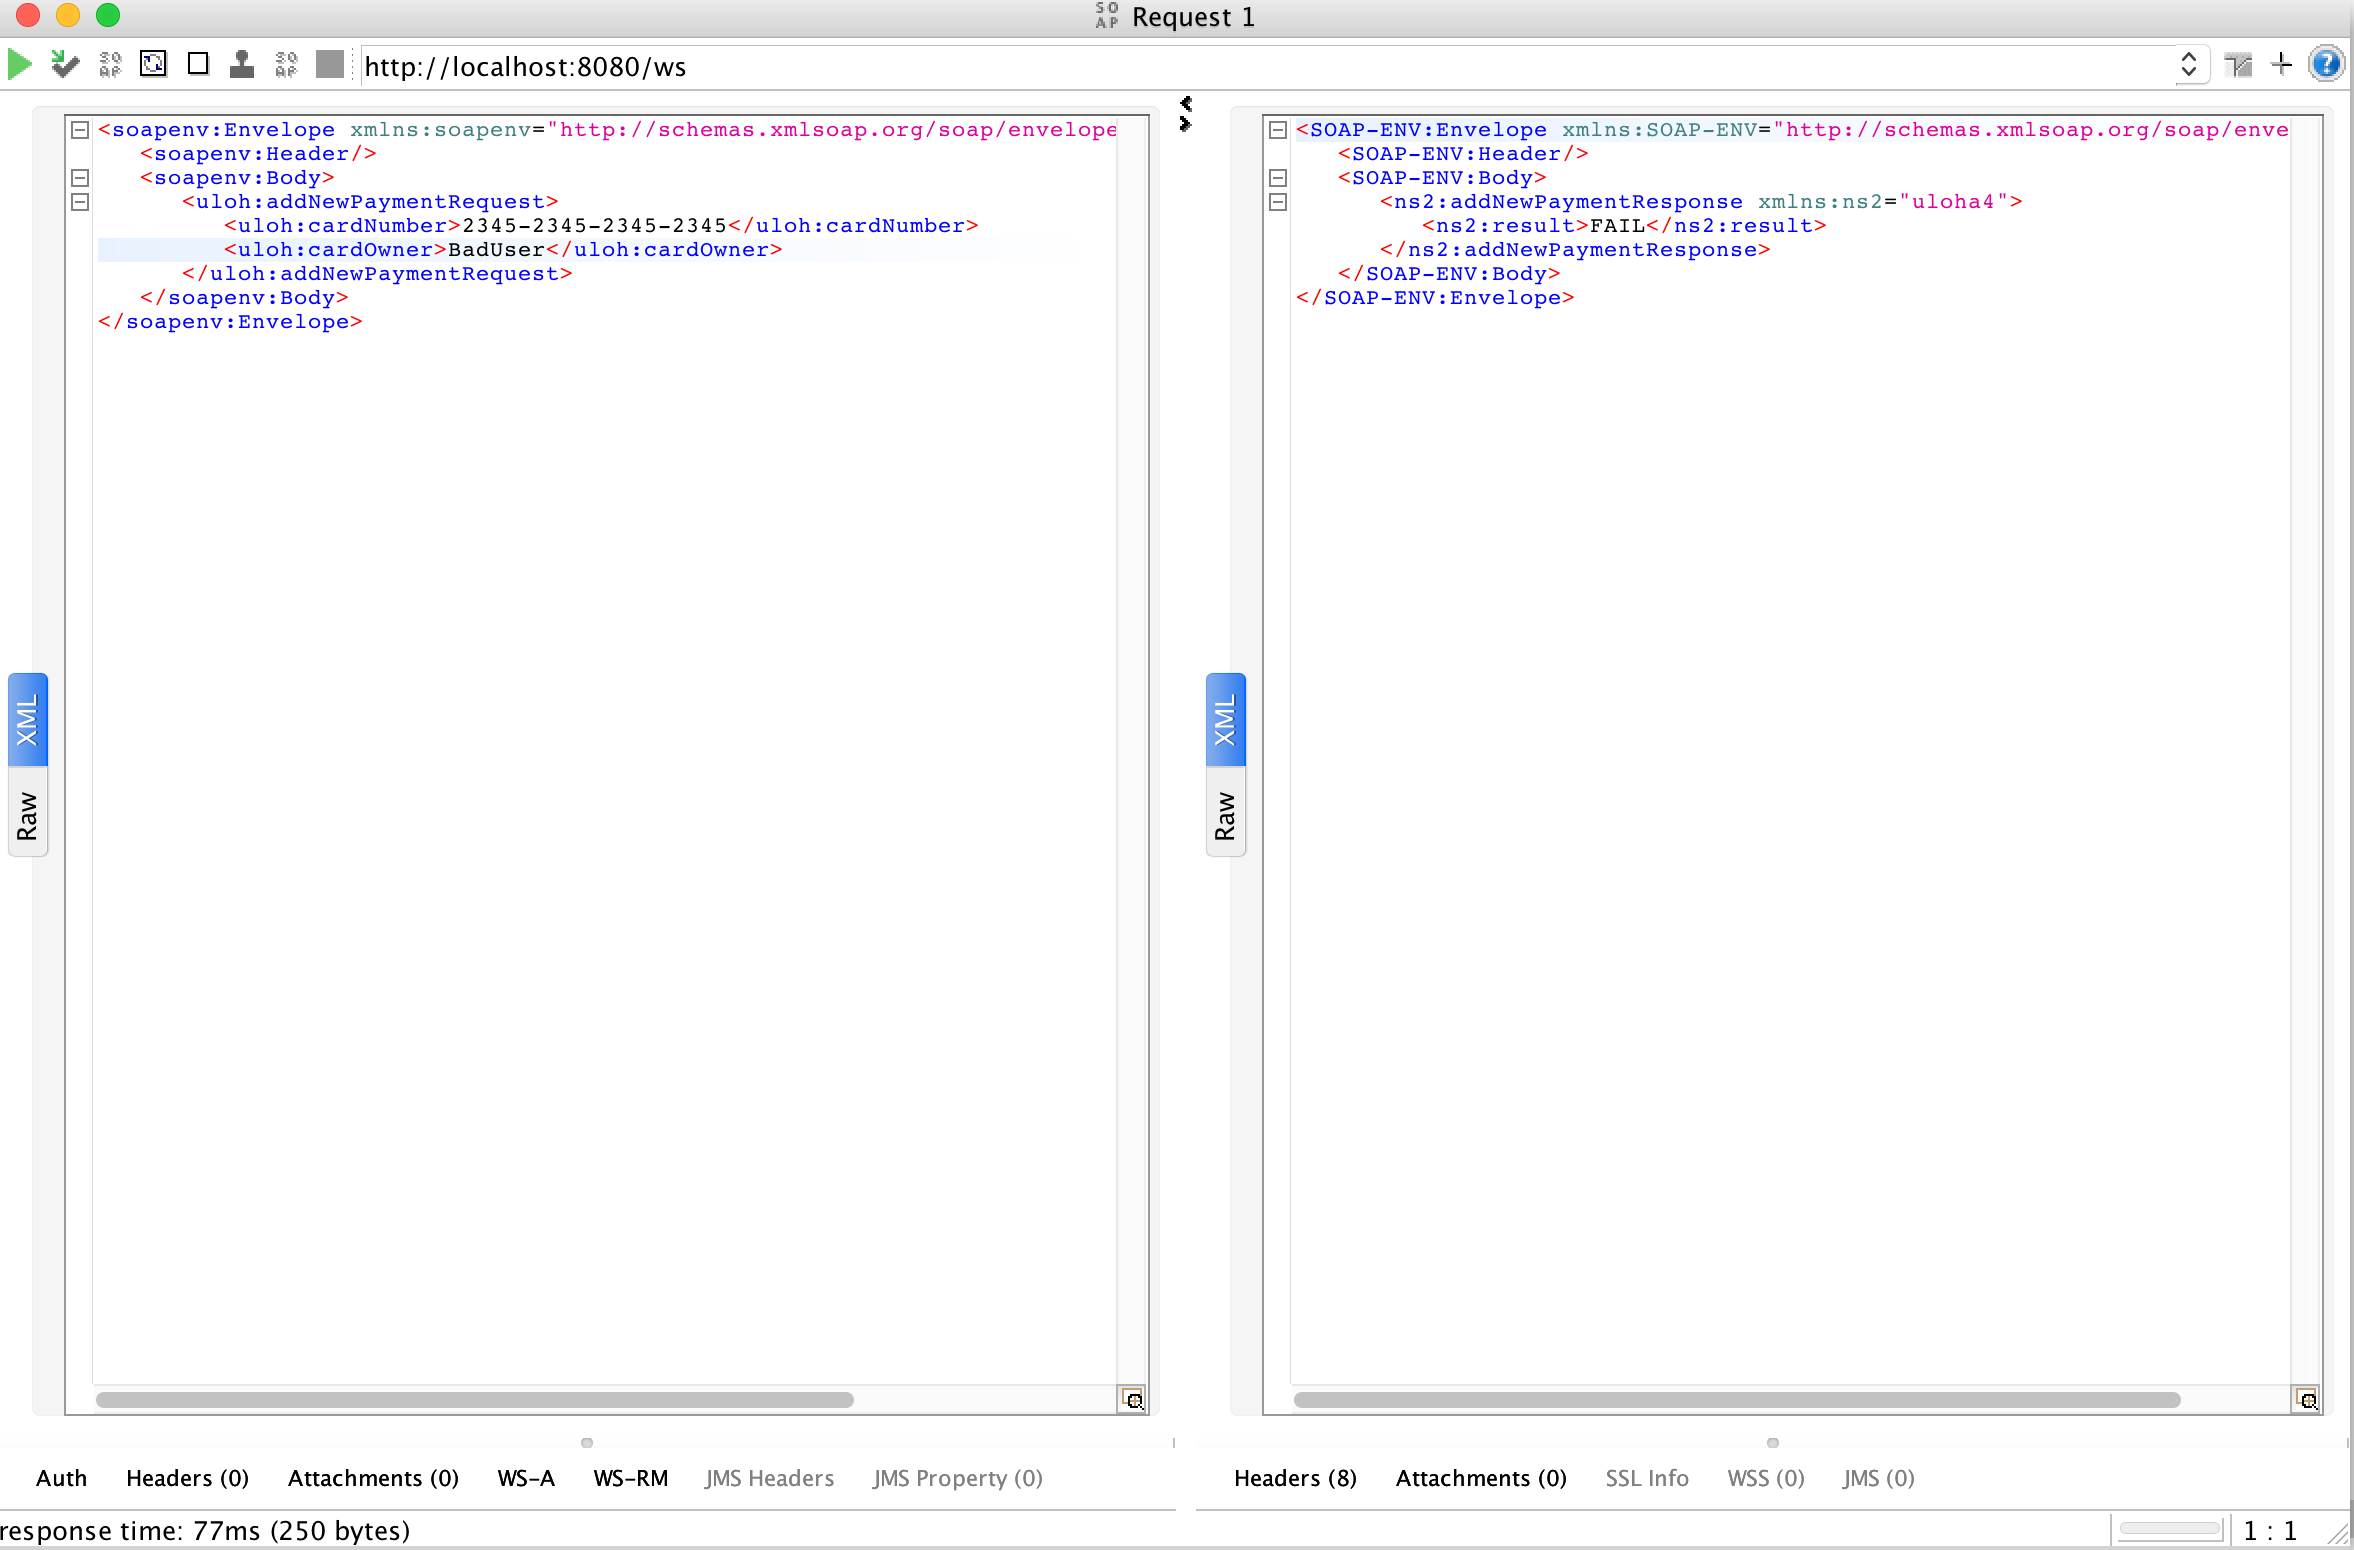 SO
AP Request 1
http://localhost:8080/ws
<soapenv:Envelope xmlns:soapenv="http://schemas.xmlsoap.org/soap/envelope
<soapenv:Header/>
<soapenv:Body>
<uloh:addNewPaymentRequest>
<uloh:cardNumber>2345-2345-2345-2345</uloh:cardNumber>
<uloh:cardOwner>BadUser</uloh:cardOwner>
</uloh:addNewPaymentRequest>
</soapenv:Body>
</soapenv:Envelope>
XML
Raw
<SOAP-ENV:Envelope xmlns:SOAP-ENV="http://schemas.xmlsoap.org/soap/enve
<SOAP-ENV:Header/>
<SOAP-ENV:Body>
<ns2:addNewPaymentResponse xmlns:ns2="uloha4">
<ns2:result>FAIL</ns2:result>
</ns2:addNewPaymentResponse>
</SOAP-ENV:Body>
</SOAP-ENV:Envelope>
XML
Raw
Auth Headers (0) Attachments (0) WS-A WS-RM JMS Headers JMS Property (0)
Headers (8) Attachments (0) SSL Info WSS (0) JMS (0)
response time: 77ms (250 bytes)
1 : 1